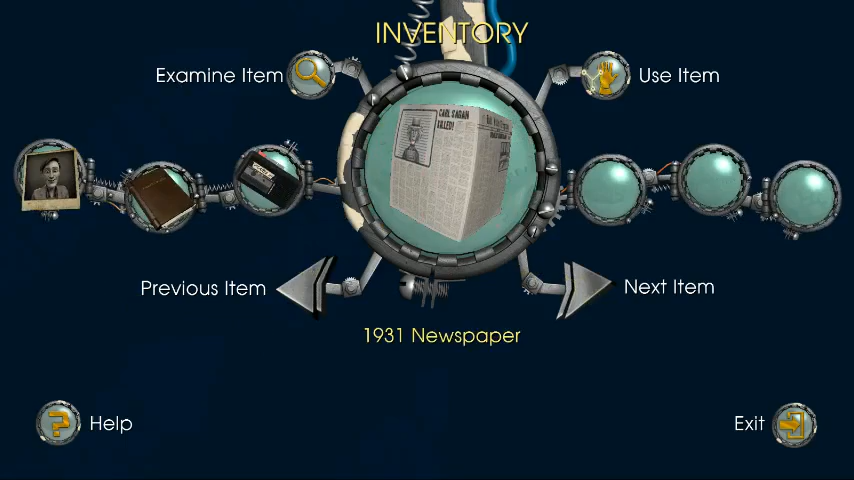 INVENTORY
Examine Item
Use Item
CARL SAGAN
KILLED!
Previous Item
Next Item
1931 Newspaper
Help
Exit